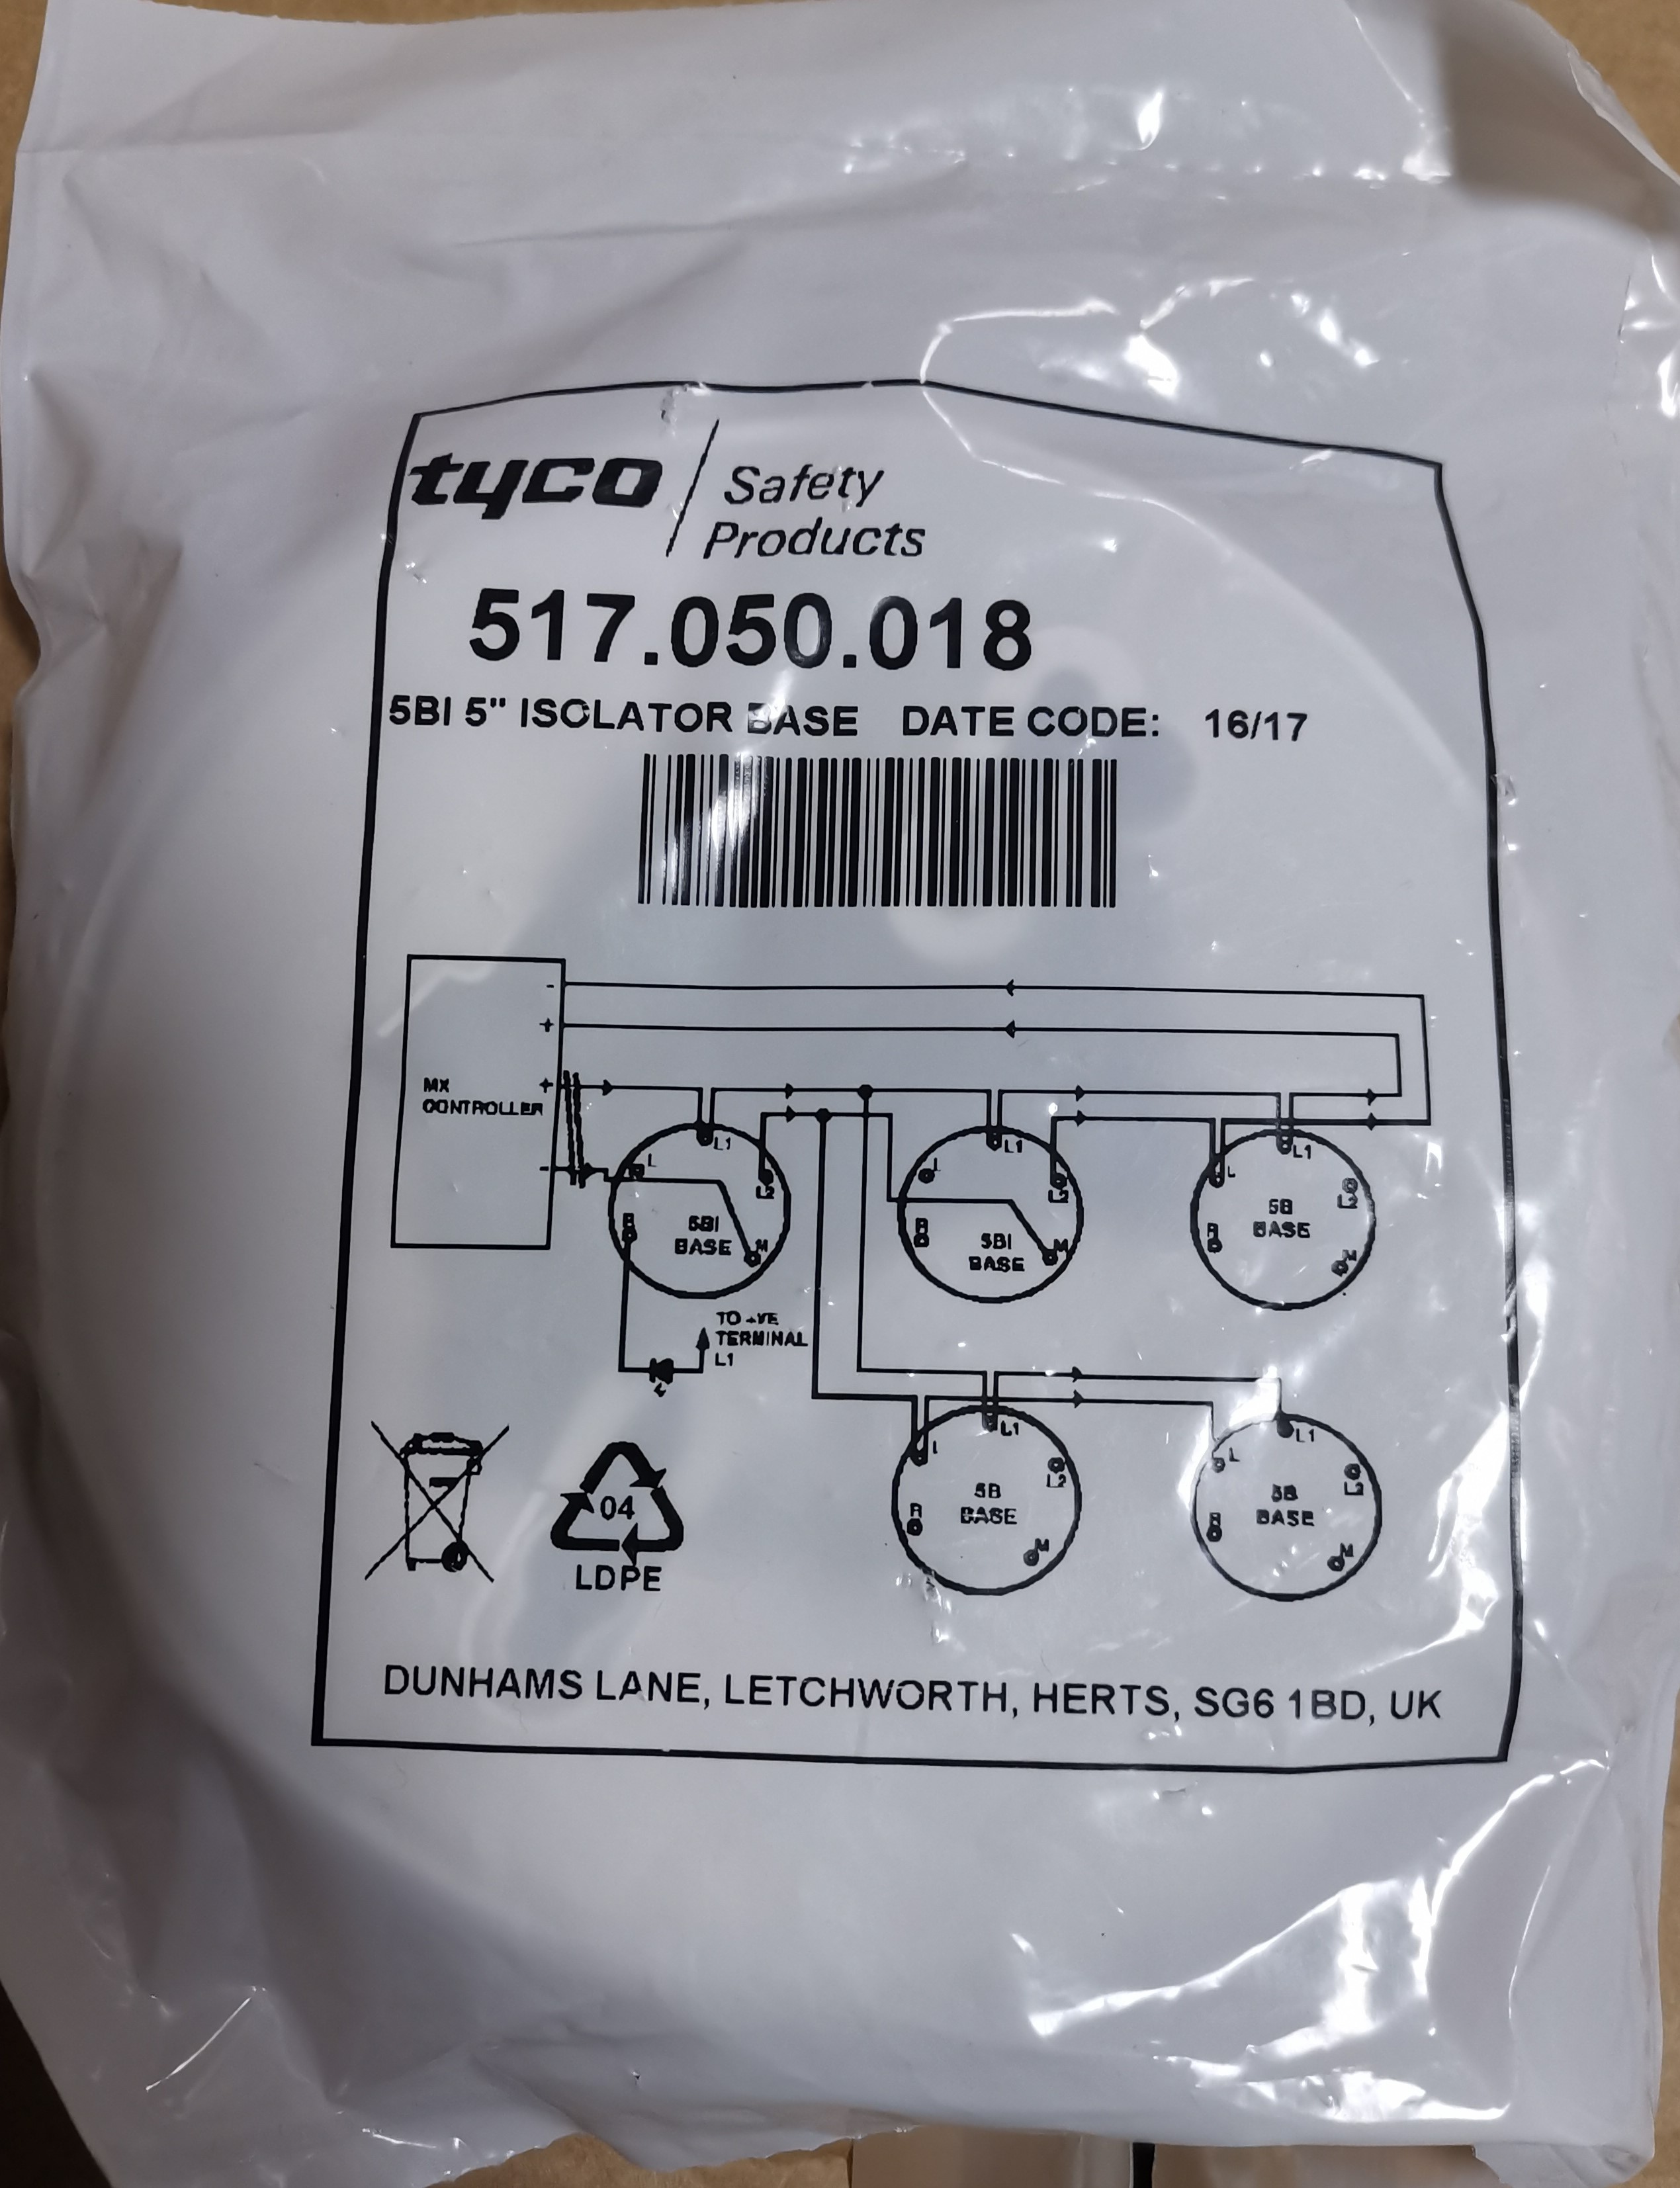 tyco Safety
Products
517.050.018
5BI 5" ISOLATOR BASE DATE CODE: 16/17
-
+
MX
CONTROLLER
+
-
L1
L
L2
R
M
5BI
BASE
L1
L
L2
R
M
5BI
BASE
L1
L
L2
R
M
5B
BASE
TO +VE
TERMINAL
L1
L1
L
L2
R
M
5B
BASE
L1
L
L2
R
M
5B
BASE
04
LDPE
DUNHAMS LANE, LETCHWORTH, HERTS, SG6 1BD, UK